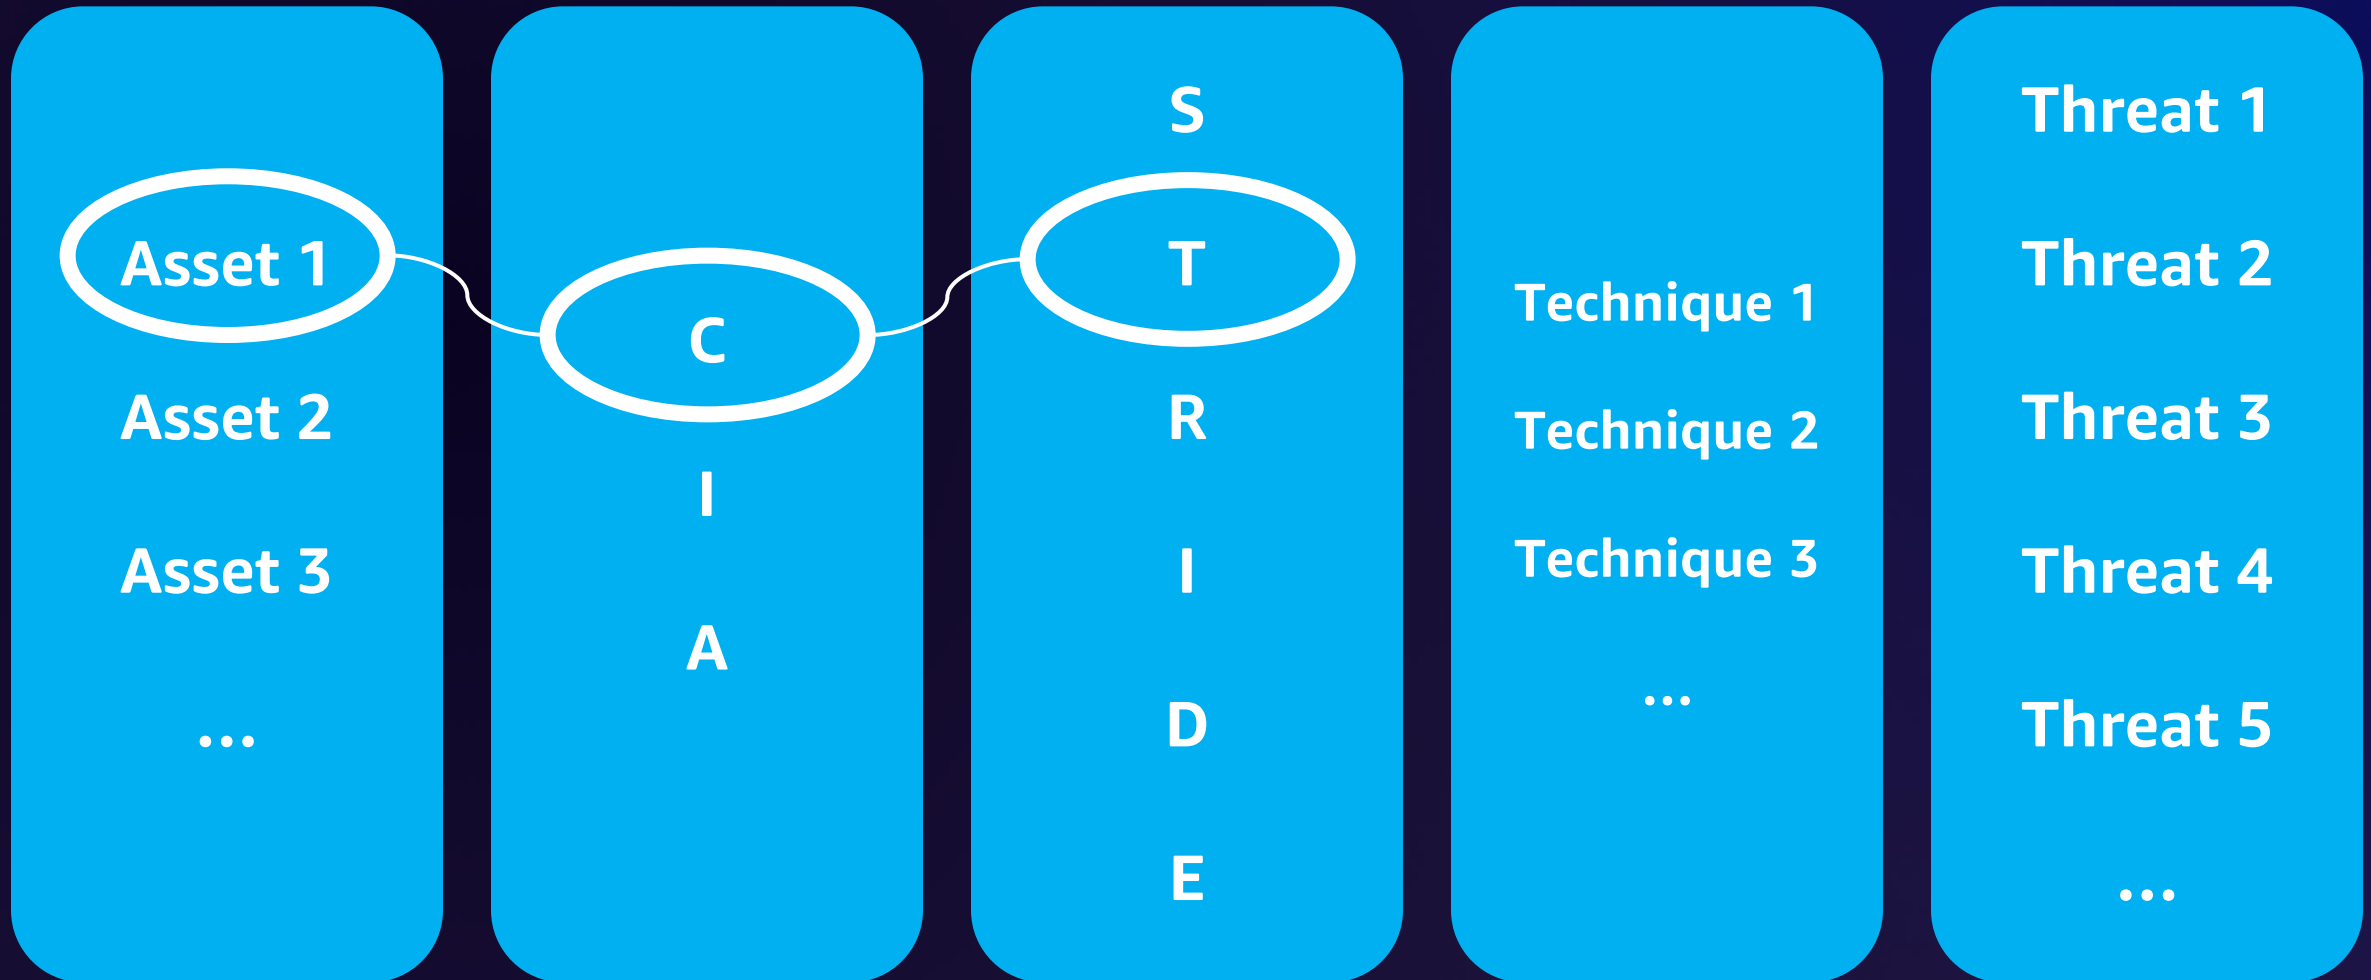 Asset 1
Asset 2
Asset 3
...
C
I
A
S
T
R
I
D
E
Technique 1
Technique 2
Technique 3
...
Threat 1
Threat 2
Threat 3
Threat 4
Threat 5
...